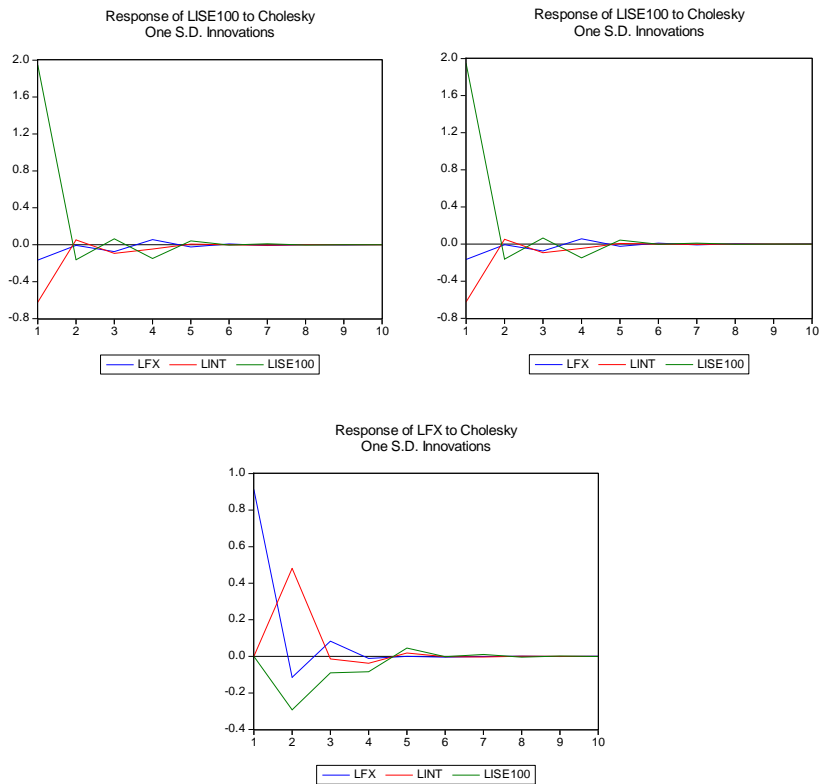 Response of LISE100 to Cholesky
One S.D. Innovations
2.0
1.6
1.2
0.8
0.4
0.0
-0.4
-0.8
1 2 3 4 5 6 7 8 9 10
LFX LINT LISE100
Response of LISE100 to Cholesky
One S.D. Innovations
2.0
1.6
1.2
0.8
0.4
0.0
-0.4
-0.8
1 2 3 4 5 6 7 8 9 10
LFX LINT LISE100
Response of LFX to Cholesky
One S.D. Innovations
1.0
0.8
0.6
0.4
0.2
0.0
-0.2
-0.4
1 2 3 4 5 6 7 8 9 10
LFX LINT LISE100